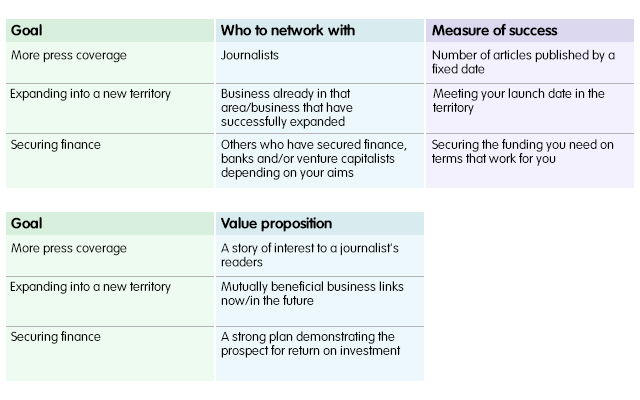 Goal
Who to network with
Measure of success
More press coverage
Journalists
Number of articles published by a
fixed date
Expanding into a new territory
Business already in that
area/business that have
successfully expanded
Meeting your launch date in the
territory
Securing finance
Others who have secured finance,
banks and/or venture capitalists
depending on your aims
Securing the funding you need on
terms that work for you
Goal
Value proposition
More press coverage
A story of interest to a journalist's
readers
Expanding into a new territory
Mutually beneficial business links
now/in the future
Securing finance
A strong plan demonstrating the
prospect for return on investment